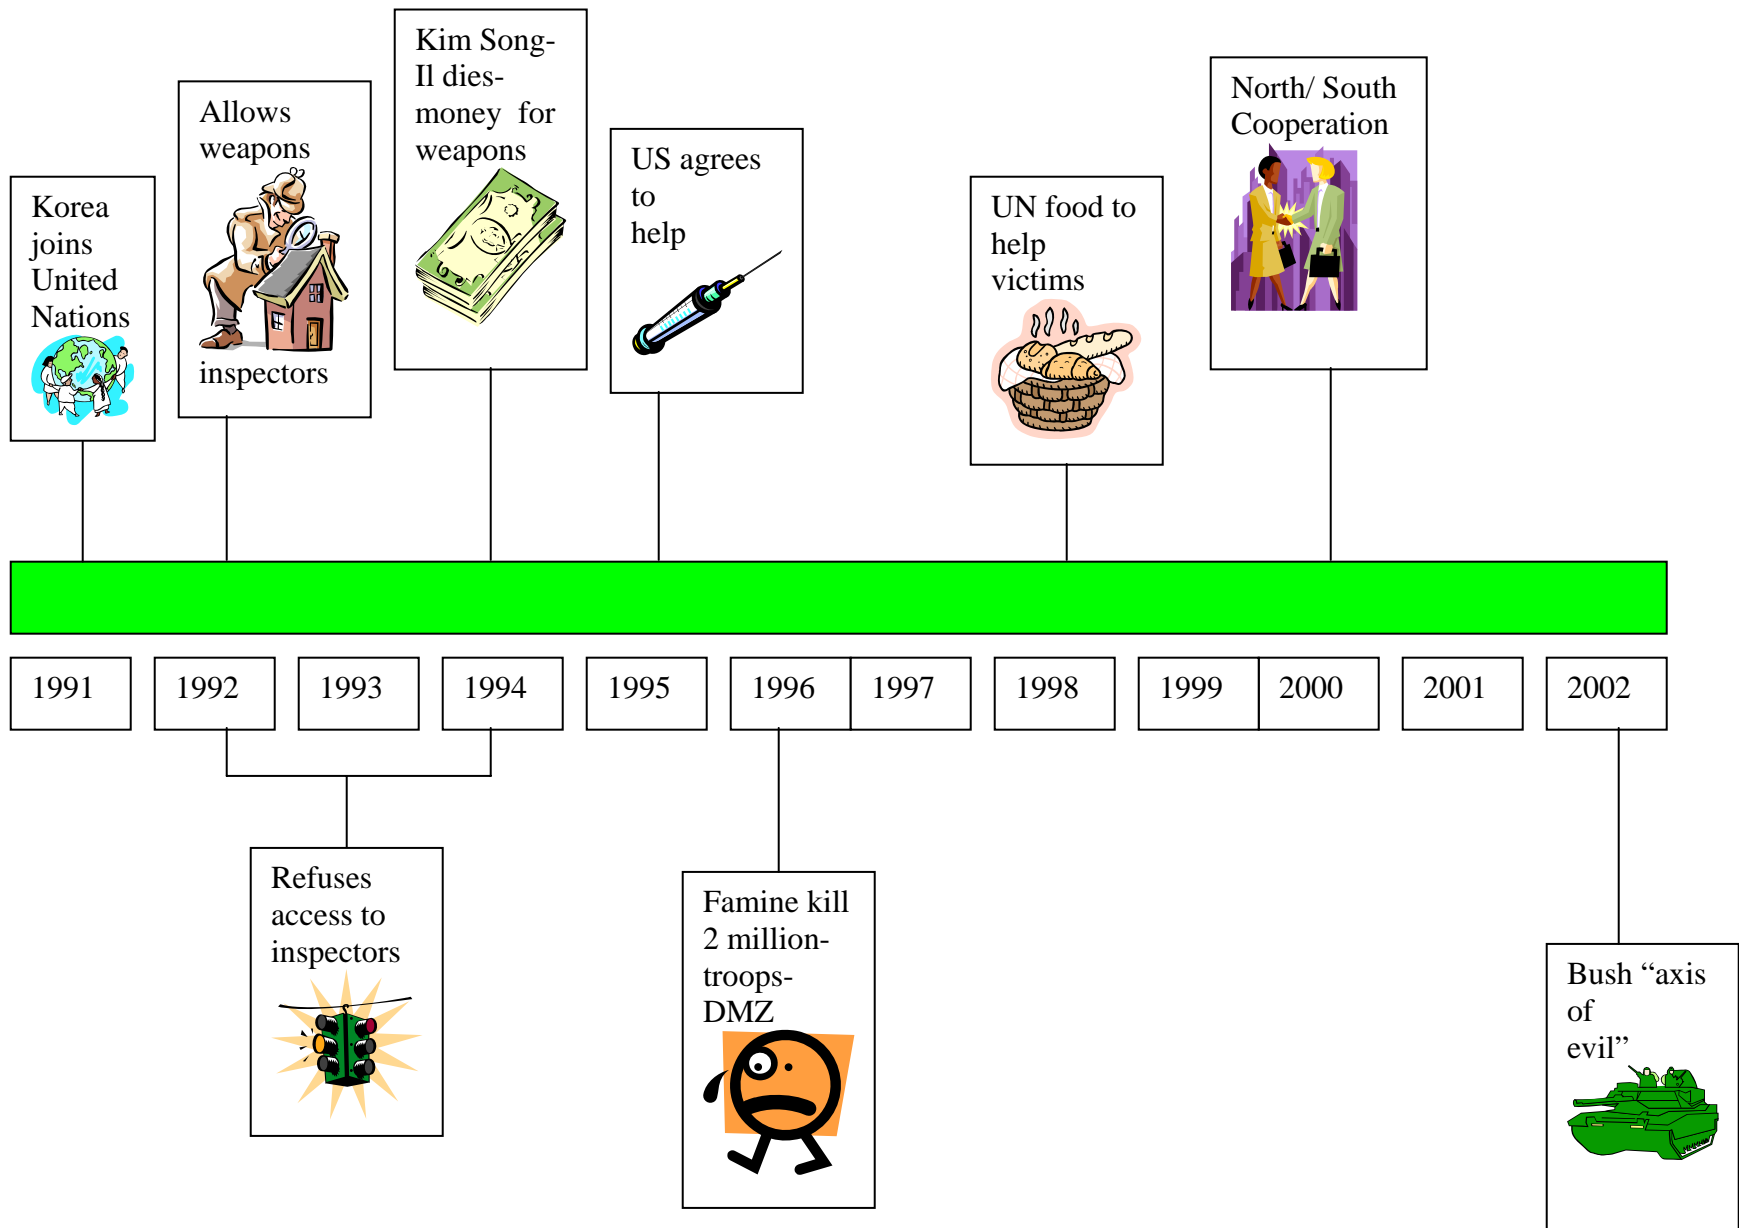 Korea
joins
United
Nations
Allows
weapons
inspectors
Kim Song-
Il dies-
money for
weapons
US agrees
to
help
UN food to
help
victims
North/ South
Cooperation
1991
1992
1993
1994
1995
1996
1997
1998
1999
2000
2001
2002
Refuses
access to
inspectors
Famine kill
2 million-
troops-
DMZ
Bush “axis
of
evil”